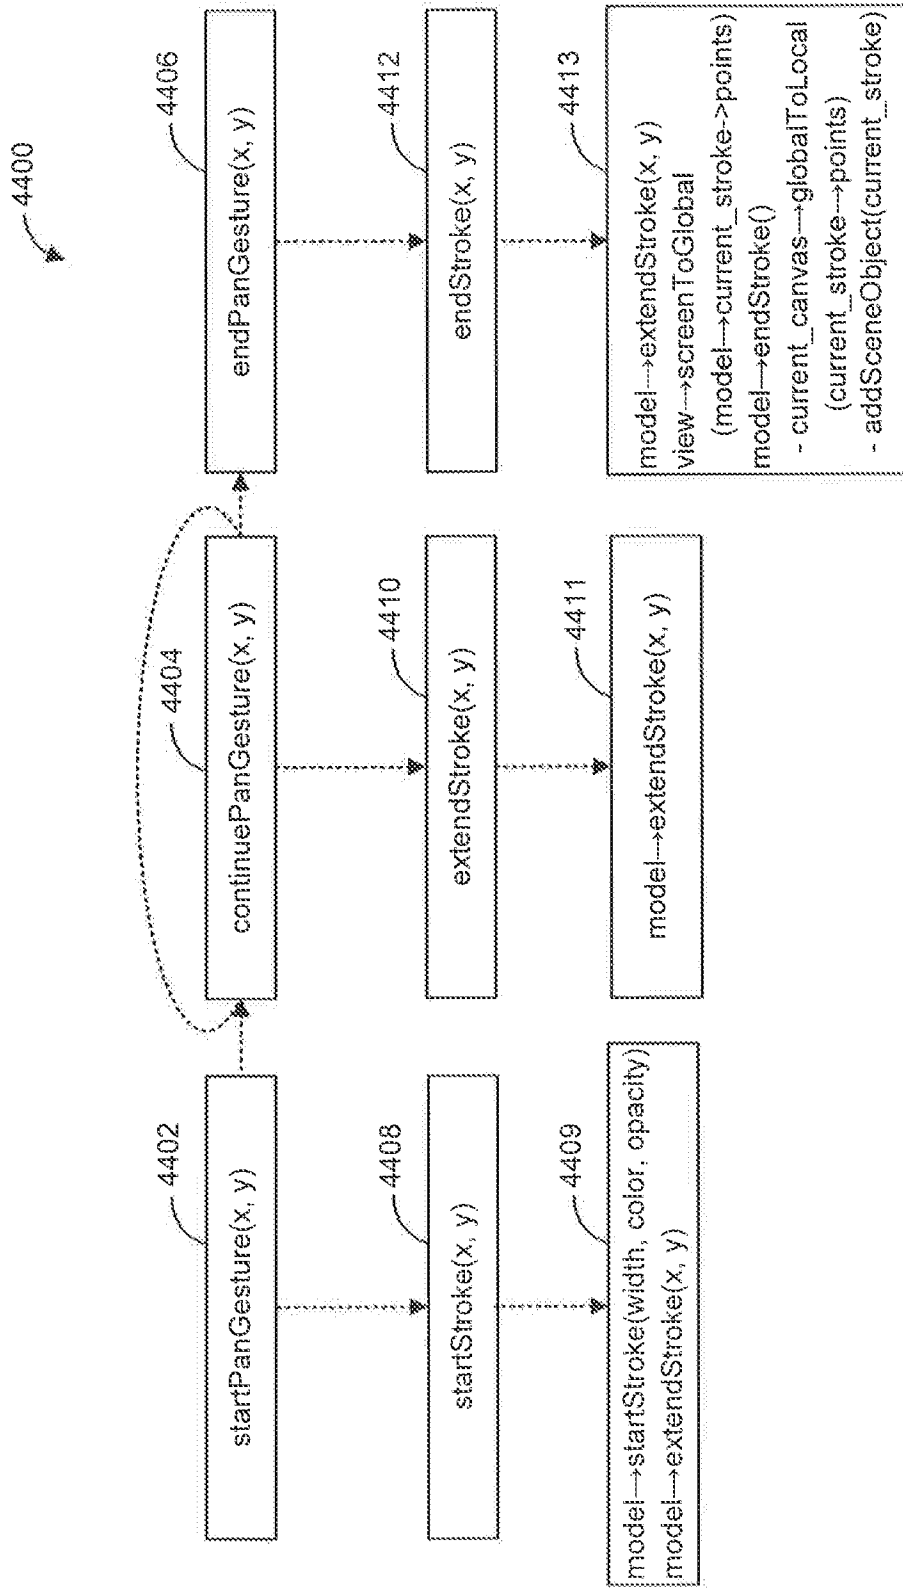 4400
4402
startPanGesture(x, y)
4404
continuePanGesture(x, y)
4406
endPanGesture(x, y)
4408
startStroke(x, y)
4410
extendStroke(x, y)
4412
endStroke(x, y)
4409
model→startStroke(width, color, opacity)
model→extendStroke(x, y)
4411
model→extendStroke(x, y)
4413
model→extendStroke(x, y)
view→screenToGlobal
(model→current_stroke->points)
model→endStroke()
- current_canvas→globalToLocal
(current_stroke→points)
- addSceneObject(current_stroke)